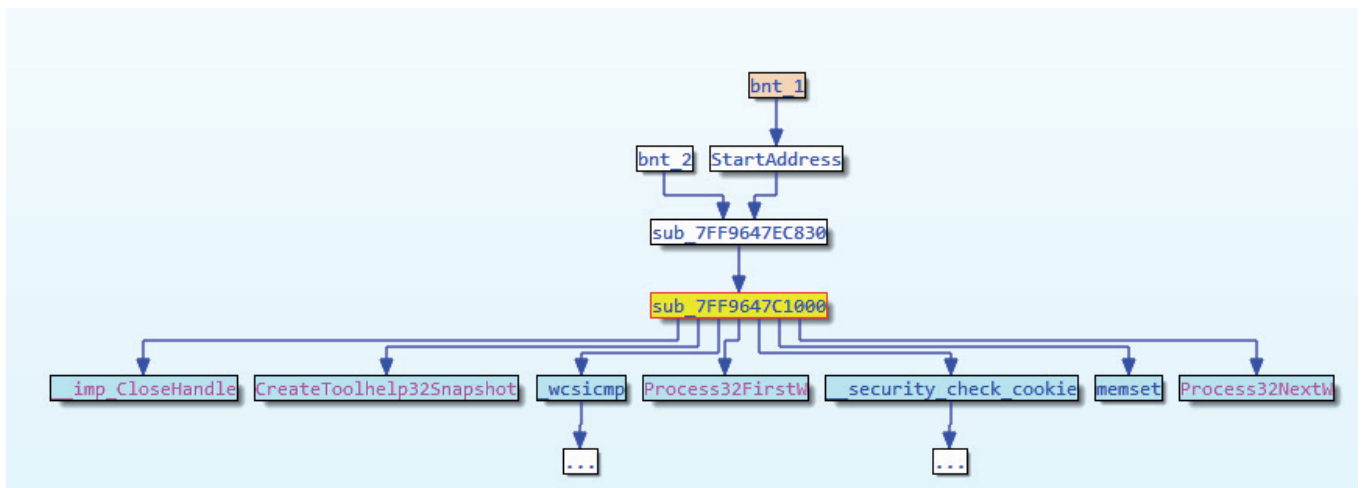 bnt_1
bnt_2 StartAddress
sub_7FF9647EC830
sub_7FF9647C1000
__imp_CloseHandle CreateToolhelp32Snapshot _wcsicmp Process32FirstW __security_check_cookie memset Process32NextW
... ...